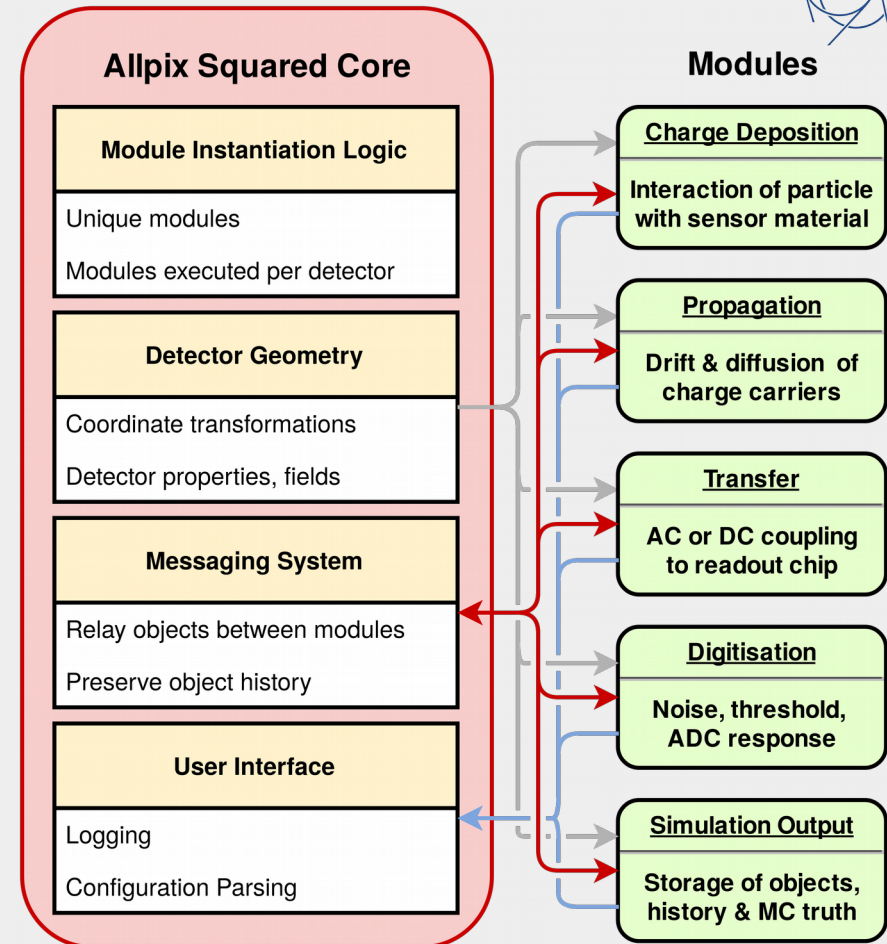 Allpix Squared Core
Module Instantiation Logic
Unique modules
Modules executed per detector
Detector Geometry
Coordinate transformations
Detector properties, fields
Messaging System
Relay objects between modules
Preserve object history
User Interface
Logging
Configuration Parsing
Modules
Charge Deposition
Interaction of particle
with sensor material
Propagation
Drift & diffusion of
charge carriers
Transfer
AC or DC coupling
to readout chip
Digitisation
Noise, threshold,
ADC response
Simulation Output
Storage of objects,
history & MC truth